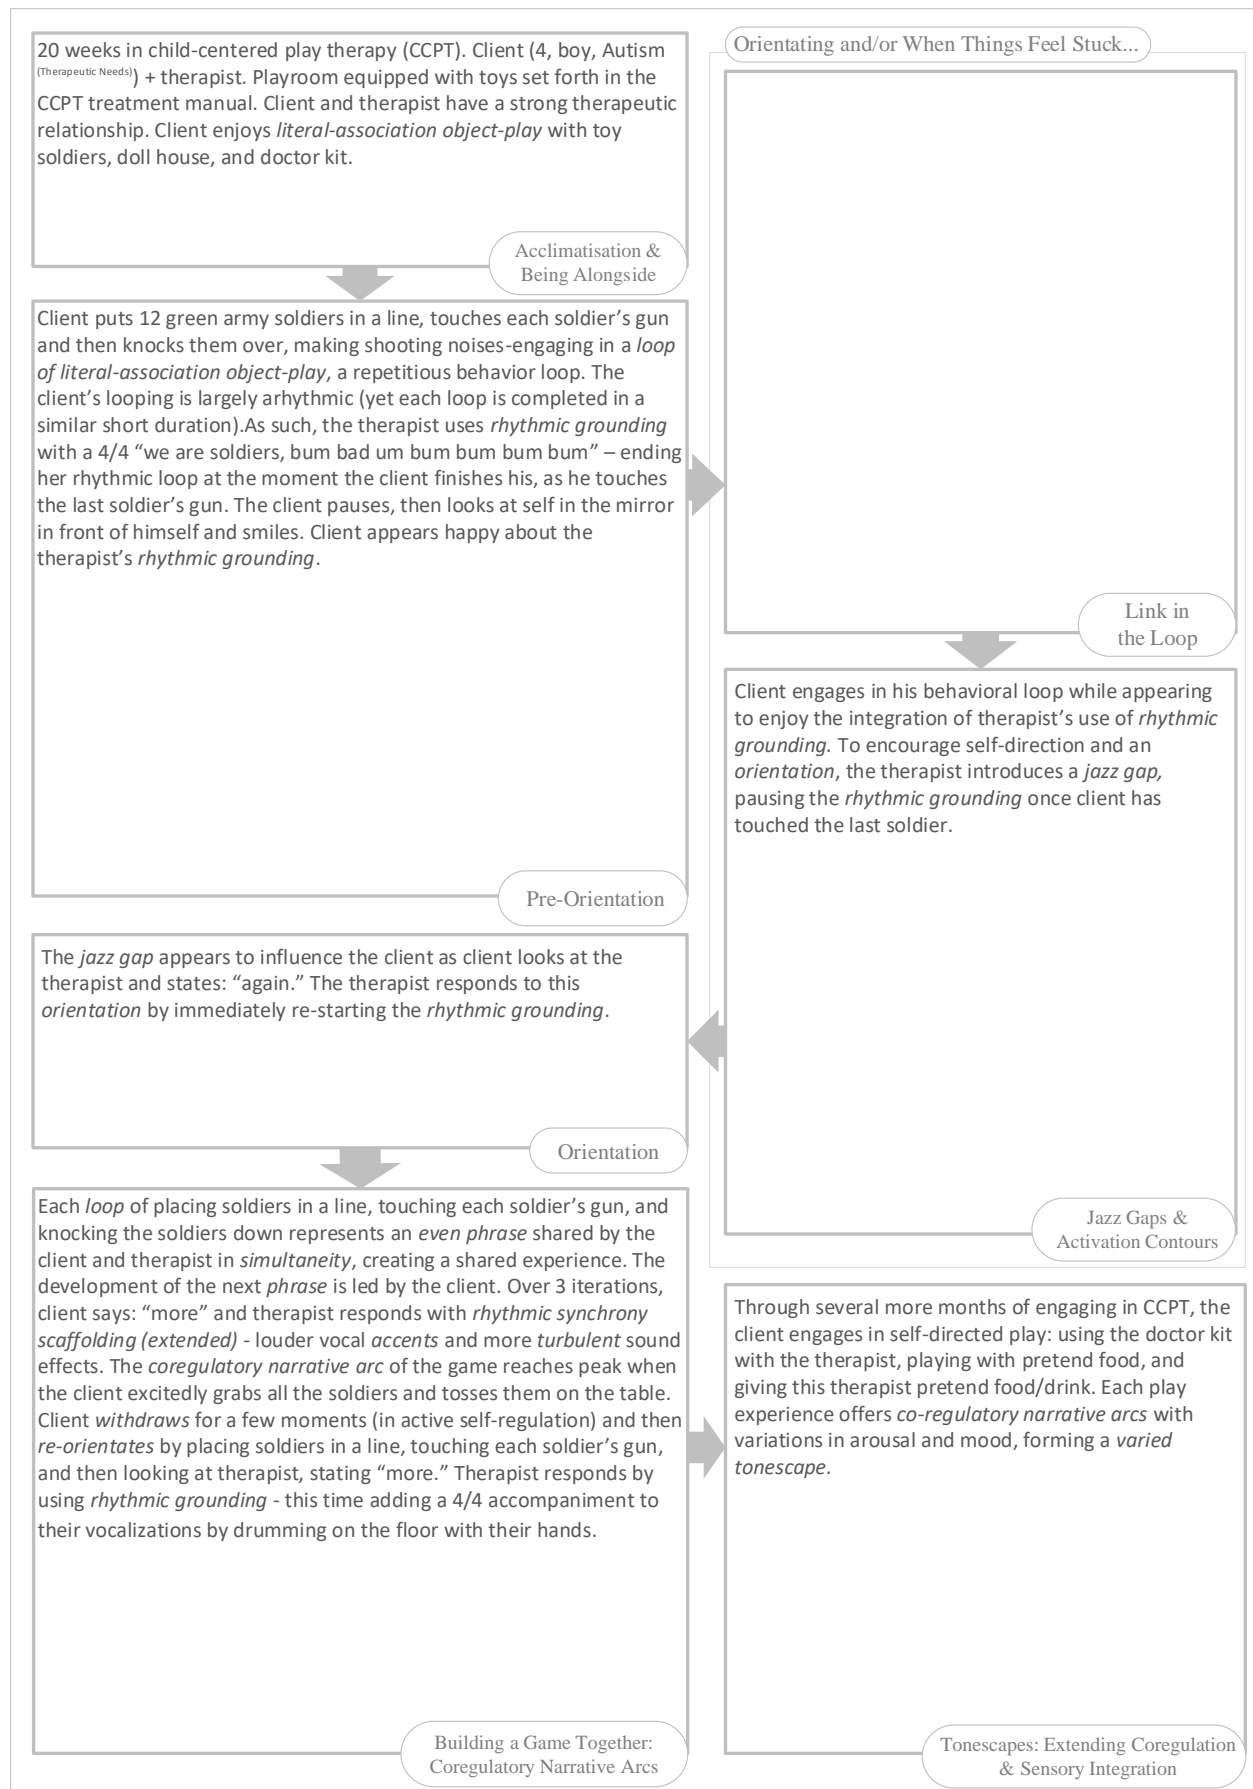 20 weeks in child-centered play therapy (CCPT). Client (4, boy, Autism
(Therapeutic Needs)) + therapist. Playroom equipped with toys set forth in the
CCPT treatment manual. Client and therapist have a strong therapeutic
relationship. Client enjoys literal-association object-play with toy
soldiers, doll house, and doctor kit.
Acclimatisation &
Being Alongside
Client puts 12 green army soldiers in a line, touches each soldier’s gun
and then knocks them over, making shooting noises-engaging in a loop
of literal-association object-play, a repetitious behavior loop. The
client’s looping is largely arhythmic (yet each loop is completed in a
similar short duration).As such, the therapist uses rhythmic grounding
with a 4/4 “we are soldiers, bum bad um bum bum bum bum” – ending
her rhythmic loop at the moment the client finishes his, as he touches
the last soldier’s gun. The client pauses, then looks at self in the mirror
in front of himself and smiles. Client appears happy about the
therapist’s rhythmic grounding.
Pre-Orientation
Orientating and/or When Things Feel Stuck...
Link in
the Loop
Client engages in his behavioral loop while appearing
to enjoy the integration of therapist’s use of rhythmic
grounding. To encourage self-direction and an
orientation, the therapist introduces a jazz gap,
pausing the rhythmic grounding once client has
touched the last soldier.
Jazz Gaps &
Activation Contours
The jazz gap appears to influence the client as client looks at the
therapist and states: “again.” The therapist responds to this
orientation by immediately re-starting the rhythmic grounding.
Orientation
Each loop of placing soldiers in a line, touching each soldier’s gun, and
knocking the soldiers down represents an even phrase shared by the
client and therapist in simultaneity, creating a shared experience. The
development of the next phrase is led by the client. Over 3 iterations,
client says: “more” and therapist responds with rhythmic synchrony
scaffolding (extended) - louder vocal accents and more turbulent sound
effects. The coregulatory narrative arc of the game reaches peak when
the client excitedly grabs all the soldiers and tosses them on the table.
Client withdraws for a few moments (in active self-regulation) and then
re-orientates by placing soldiers in a line, touching each soldier’s gun,
and then looking at therapist, stating “more.” Therapist responds by
using rhythmic grounding - this time adding a 4/4 accompaniment to
their vocalizations by drumming on the floor with their hands.
Building a Game Together:
Coregulatory Narrative Arcs
Through several more months of engaging in CCPT, the
client engages in self-directed play: using the doctor kit
with the therapist, playing with pretend food, and
giving this therapist pretend food/drink. Each play
experience offers co-regulatory narrative arcs with
variations in arousal and mood, forming a varied
tonescape.
Tonescapes: Extending Coregulation
& Sensory Integration